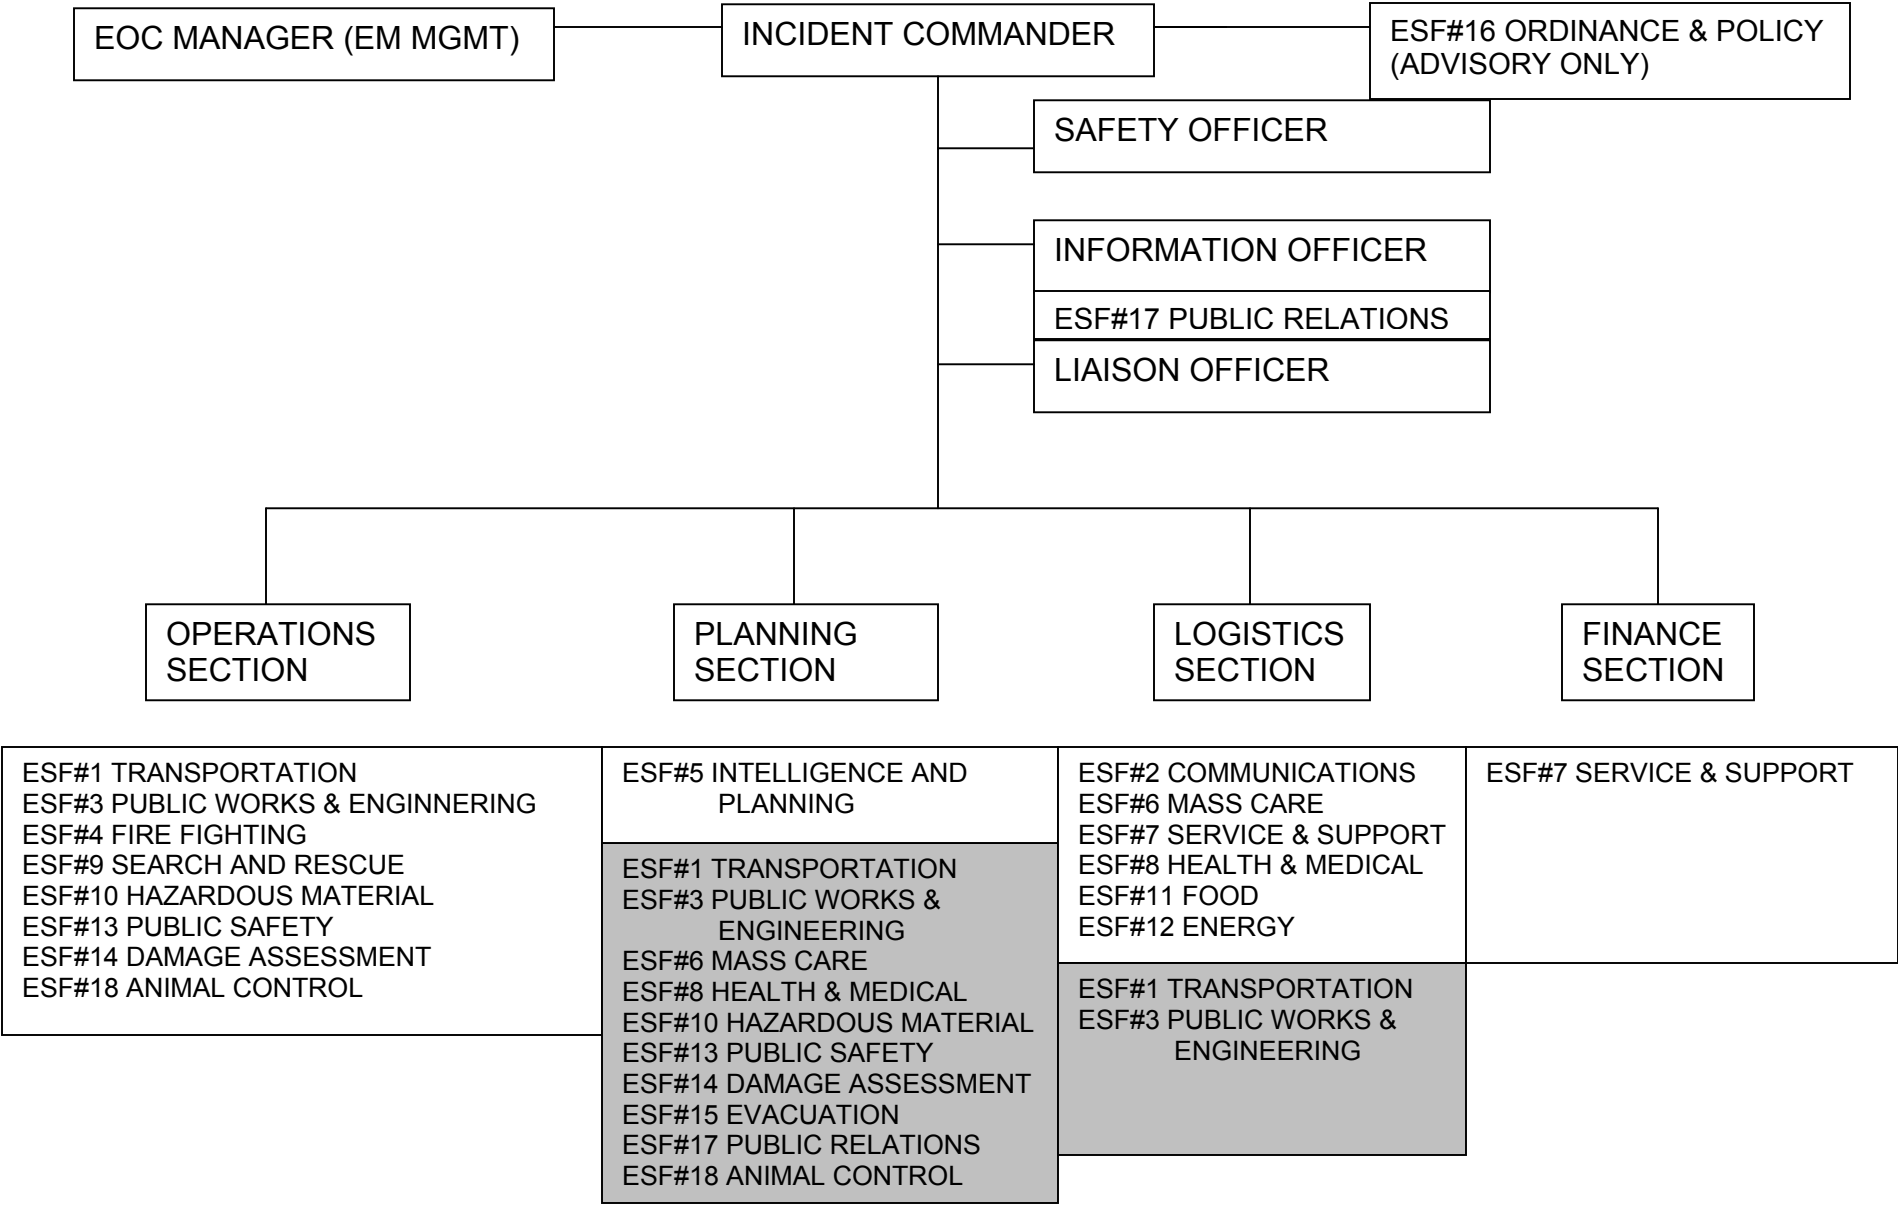 EOC MANAGER (EM MGMT)
INCIDENT COMMANDER
ESF#16 ORDINANCE & POLICY
(ADVISORY ONLY)
SAFETY OFFICER
INFORMATION OFFICER
ESF#17 PUBLIC RELATIONS
LIAISON OFFICER
OPERATIONS
SECTION
PLANNING
SECTION
LOGISTICS
SECTION
FINANCE
SECTION
ESF#1 TRANSPORTATION
ESF#3 PUBLIC WORKS & ENGINNERING
ESF#4 FIRE FIGHTING
ESF#9 SEARCH AND RESCUE
ESF#10 HAZARDOUS MATERIAL
ESF#13 PUBLIC SAFETY
ESF#14 DAMAGE ASSESSMENT
ESF#18 ANIMAL CONTROL
ESF#5 INTELLIGENCE AND
PLANNING
ESF#1 TRANSPORTATION
ESF#3 PUBLIC WORKS &
ENGINEERING
ESF#6 MASS CARE
ESF#8 HEALTH & MEDICAL
ESF#10 HAZARDOUS MATERIAL
ESF#13 PUBLIC SAFETY
ESF#14 DAMAGE ASSESSMENT
ESF#15 EVACUATION
ESF#17 PUBLIC RELATIONS
ESF#18 ANIMAL CONTROL
ESF#2 COMMUNICATIONS
ESF#6 MASS CARE
ESF#7 SERVICE & SUPPORT
ESF#8 HEALTH & MEDICAL
ESF#11 FOOD
ESF#12 ENERGY
ESF#1 TRANSPORTATION
ESF#3 PUBLIC WORKS &
ENGINEERING
ESF#7 SERVICE & SUPPORT